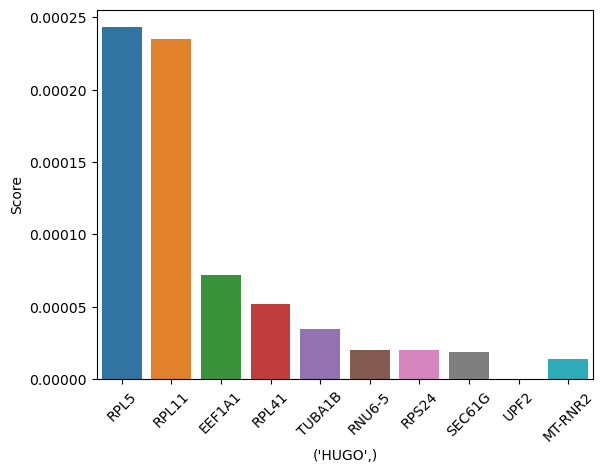 0.00025
0.00020
0.00015
0.00010
0.00005
0.00000
Score
RPL5
RPL11
EEF1A1
RPL41
TUBA1B
RNU6-5
RPS24
SEC61G
UPF2
MT-RNR2
('HUGO',)